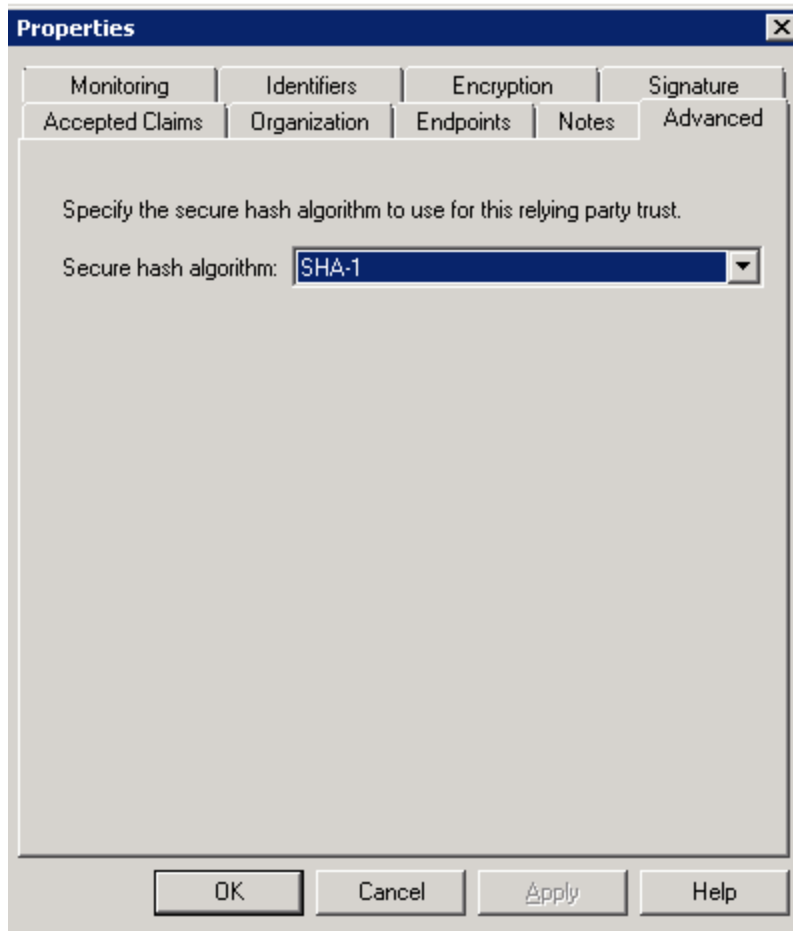 Properties
Monitoring Identifiers Encryption Signature
Accepted Claims Organization Endpoints Notes Advanced
Specify the secure hash algorithm to use for this relying party trust.
Secure hash algorithm: SHA-1
OK Cancel Apply Help